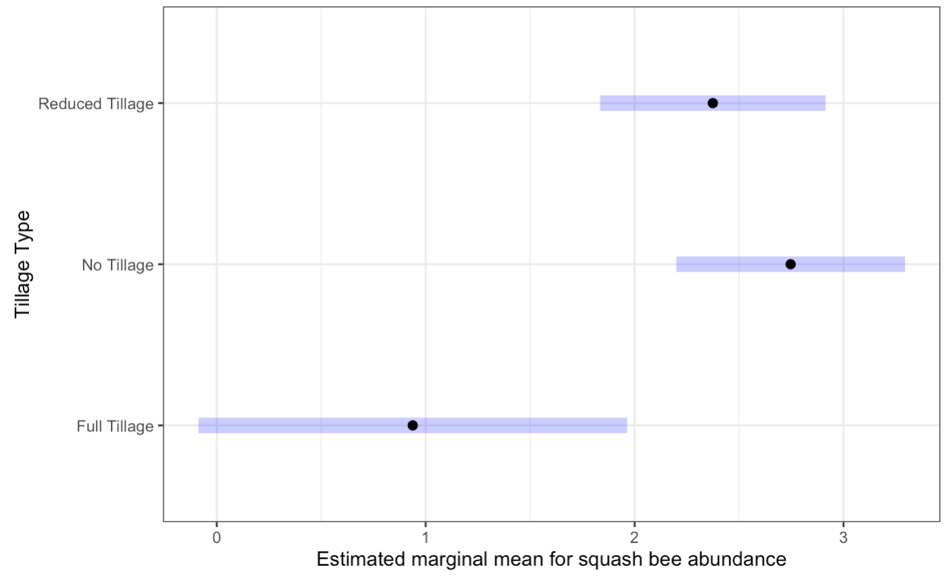 Reduced Tillage
No Tillage
Full Tillage
Tillage Type
0 1 2 3
Estimated marginal mean for squash bee abundance